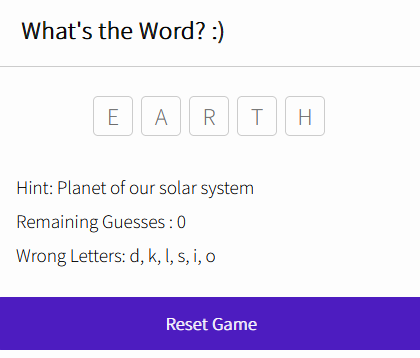 What's the Word? :)
E A R T H
Hint: Planet of our solar system
Remaining Guesses : 0
Wrong Letters: d, k, l, s, i, o
Reset Game